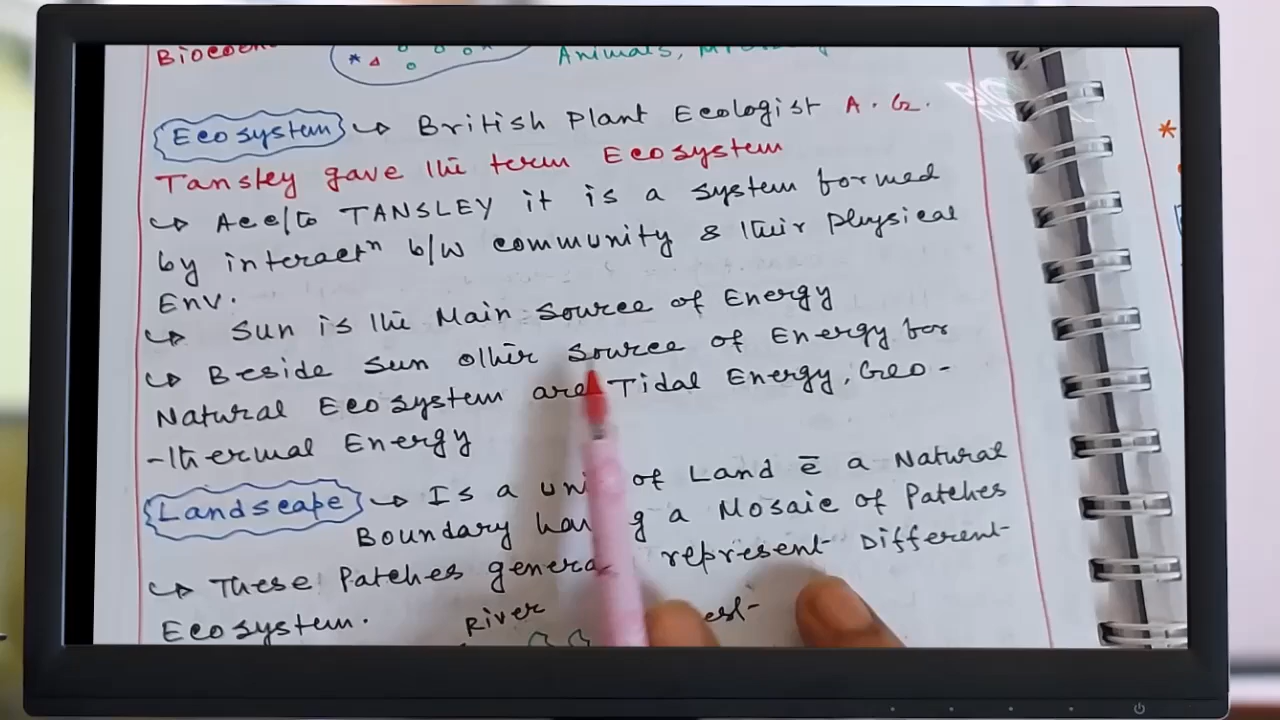 Animals,
Ecosystem → British Plant Ecologist A. G.
Tansley gave the term Ecosystem
↳ Acc/to TANSLEY it is a system formed
by interactⁿ b/w community & their physical
Env.
↳ Sun is the Main Source of Energy
↳ Beside Sun other Source of Energy for
Natural Ecosystem are Tidal Energy, Geo-
-thermal Energy
Landscape → Is a unit of Land c̄ a Natural
Boundary having a Mosaic of Patches
↳ These Patches genera represent Different
Ecosystem.
River